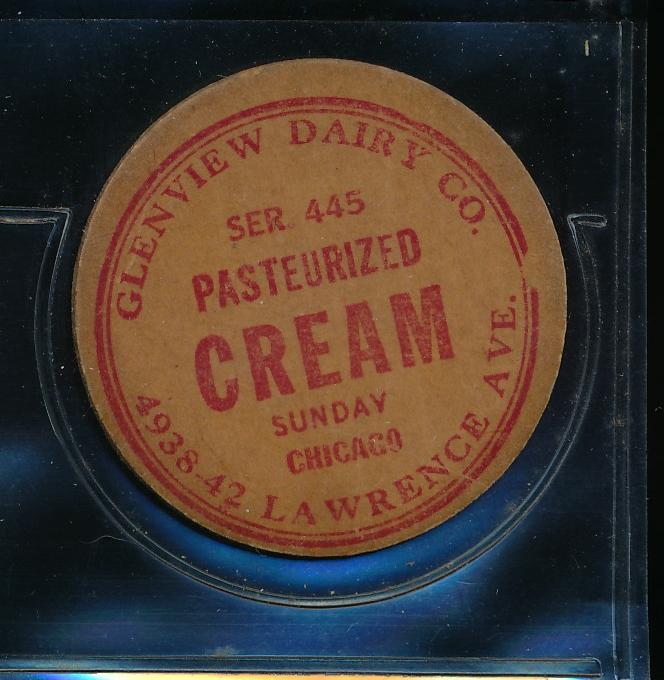 GLENVIEW DAIRY CO.
SER. 445
PASTEURIZED
CREAM
SUNDAY
CHICAGO
4938-42 LAWRENCE AVE.